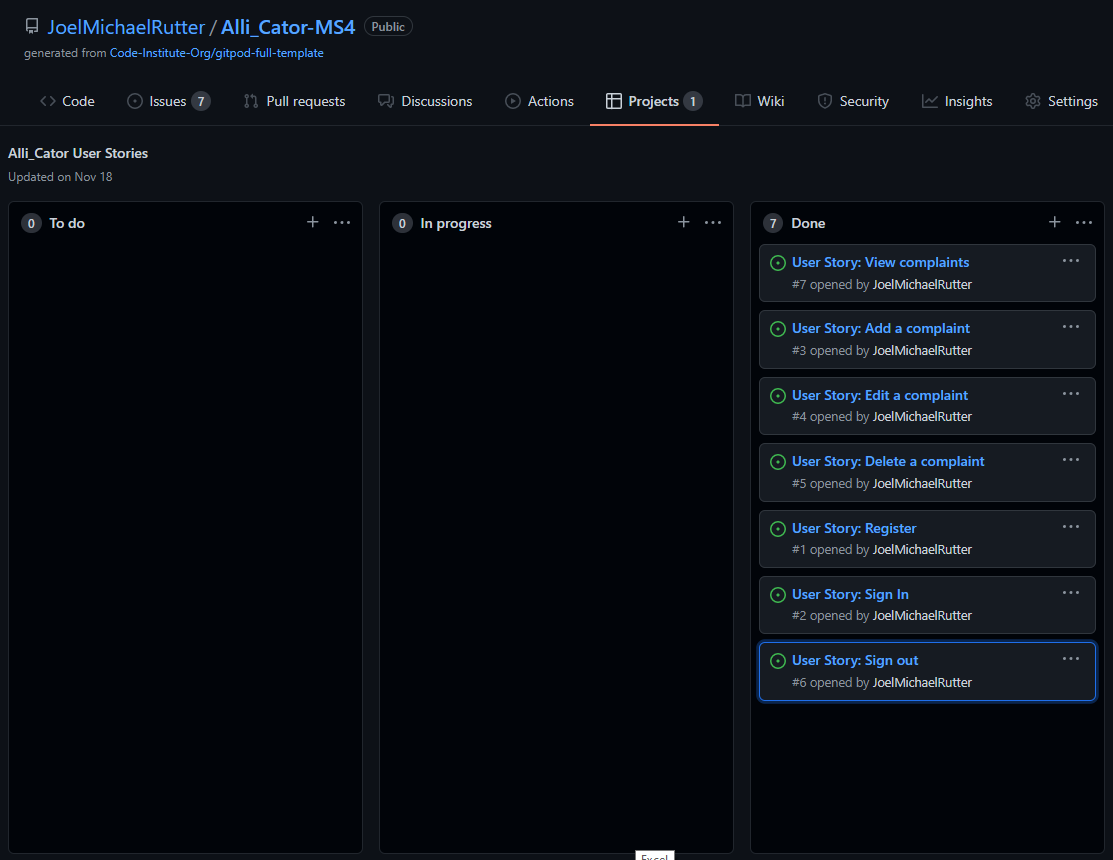 JoelMichaelRutter / Alli_Cator-MS4 Public
generated from Code-Institute-Org/gitpod-full-template
Code Issues 7 Pull requests Discussions Actions Projects 1 Wiki Security Insights Settings
Alli_Cator User Stories
Updated on Nov 18
0 To do
0 In progress
7 Done
User Story: View complaints
#7 opened by JoelMichaelRutter
User Story: Add a complaint
#3 opened by JoelMichaelRutter
User Story: Edit a complaint
#4 opened by JoelMichaelRutter
User Story: Delete a complaint
#5 opened by JoelMichaelRutter
User Story: Register
#1 opened by JoelMichaelRutter
User Story: Sign In
#2 opened by JoelMichaelRutter
User Story: Sign out
#6 opened by JoelMichaelRutter
Excel